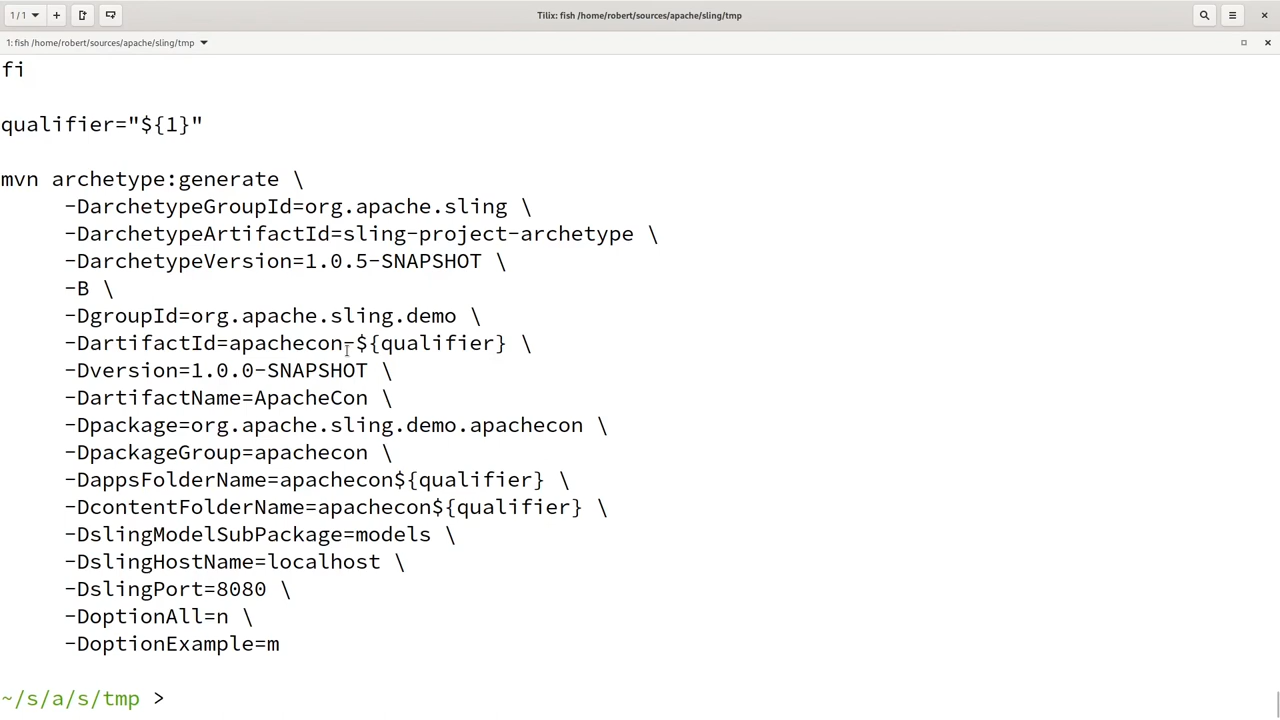 1 / 1
Tilix: fish /home/robert/sources/apache/sling/tmp
1: fish /home/robert/sources/apache/sling/tmp
fi
qualifier="${1}"
mvn archetype:generate \
-DarchetypeGroupId=org.apache.sling \
-DarchetypeArtifactId=sling-project-archetype \
-DarchetypeVersion=1.0.5-SNAPSHOT \
-B \
-DgroupId=org.apache.sling.demo \
-DartifactId=apachecon-${qualifier} \
-Dversion=1.0.0-SNAPSHOT \
-DartifactName=ApacheCon \
-Dpackage=org.apache.sling.demo.apachecon \
-DpackageGroup=apachecon \
-DappsFolderName=apachecon${qualifier} \
-DcontentFolderName=apachecon${qualifier} \
-DslingModelSubPackage=models \
-DslingHostName=localhost \
-DslingPort=8080 \
-DoptionAll=n \
-DoptionExample=m
~/s/a/s/tmp >